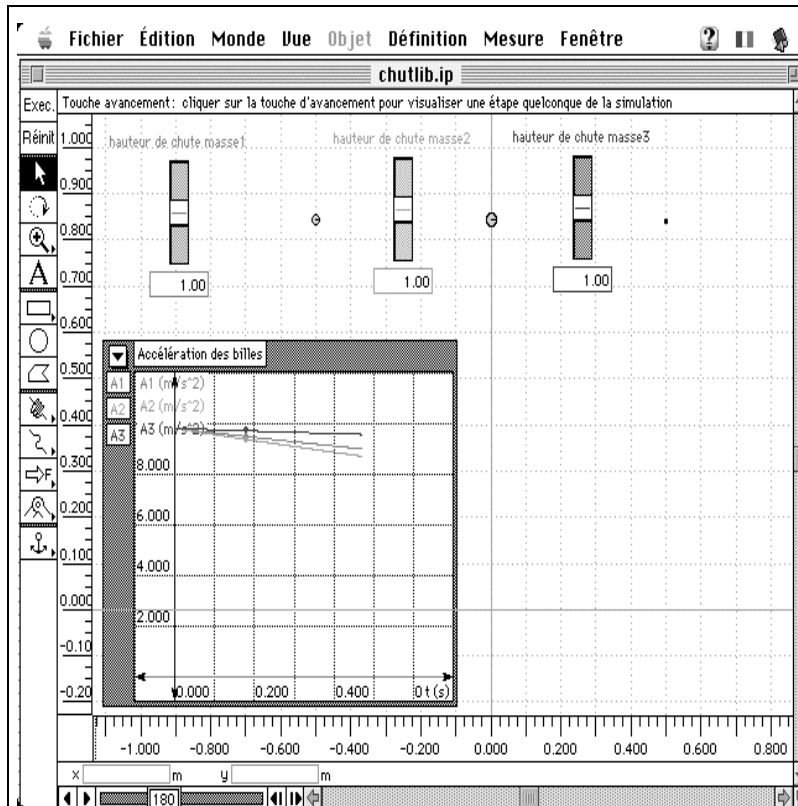 Fichier Édition Monde Vue Objet Définition Mesure Fenêtre
chutlib.ip
Exec. Touche avancement: cliquer sur la touche d'avancement pour visualiser une étape quelconque de la simulation
Réinit
1.000
0.900
0.800
0.700
0.600
0.500
0.400
0.300
0.200
0.100
0.000
-0.10
-0.20
hauteur de chute masse1
hauteur de chute masse2
hauteur de chute masse3
1.00
1.00
1.00
A
F
Accélération des billes
A1 A1 (m/s^2)
A2 A2 (m/s^2)
A3 A3 (m/s^2)
8.000
6.000
4.000
2.000
0.000 0.200 0.400 0 t (s)
-1.000 -0.800 -0.600 -0.400 -0.200 0.000 0.200 0.400 0.600 0.800
x m y m
180